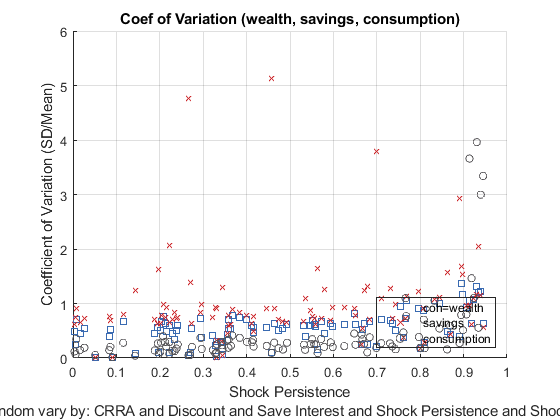 Coef of Variation (wealth, savings, consumption)
6
5
4
3
2
1
0
Coefficient of Variation (SD/Mean)
coh=wealth
savings
consumption
0 0.1 0.2 0.3 0.4 0.5 0.6 0.7 0.8 0.9 1
Shock Persistence
ndom vary by: CRRA and Discount and Save Interest and Shock Persistence and Shoc